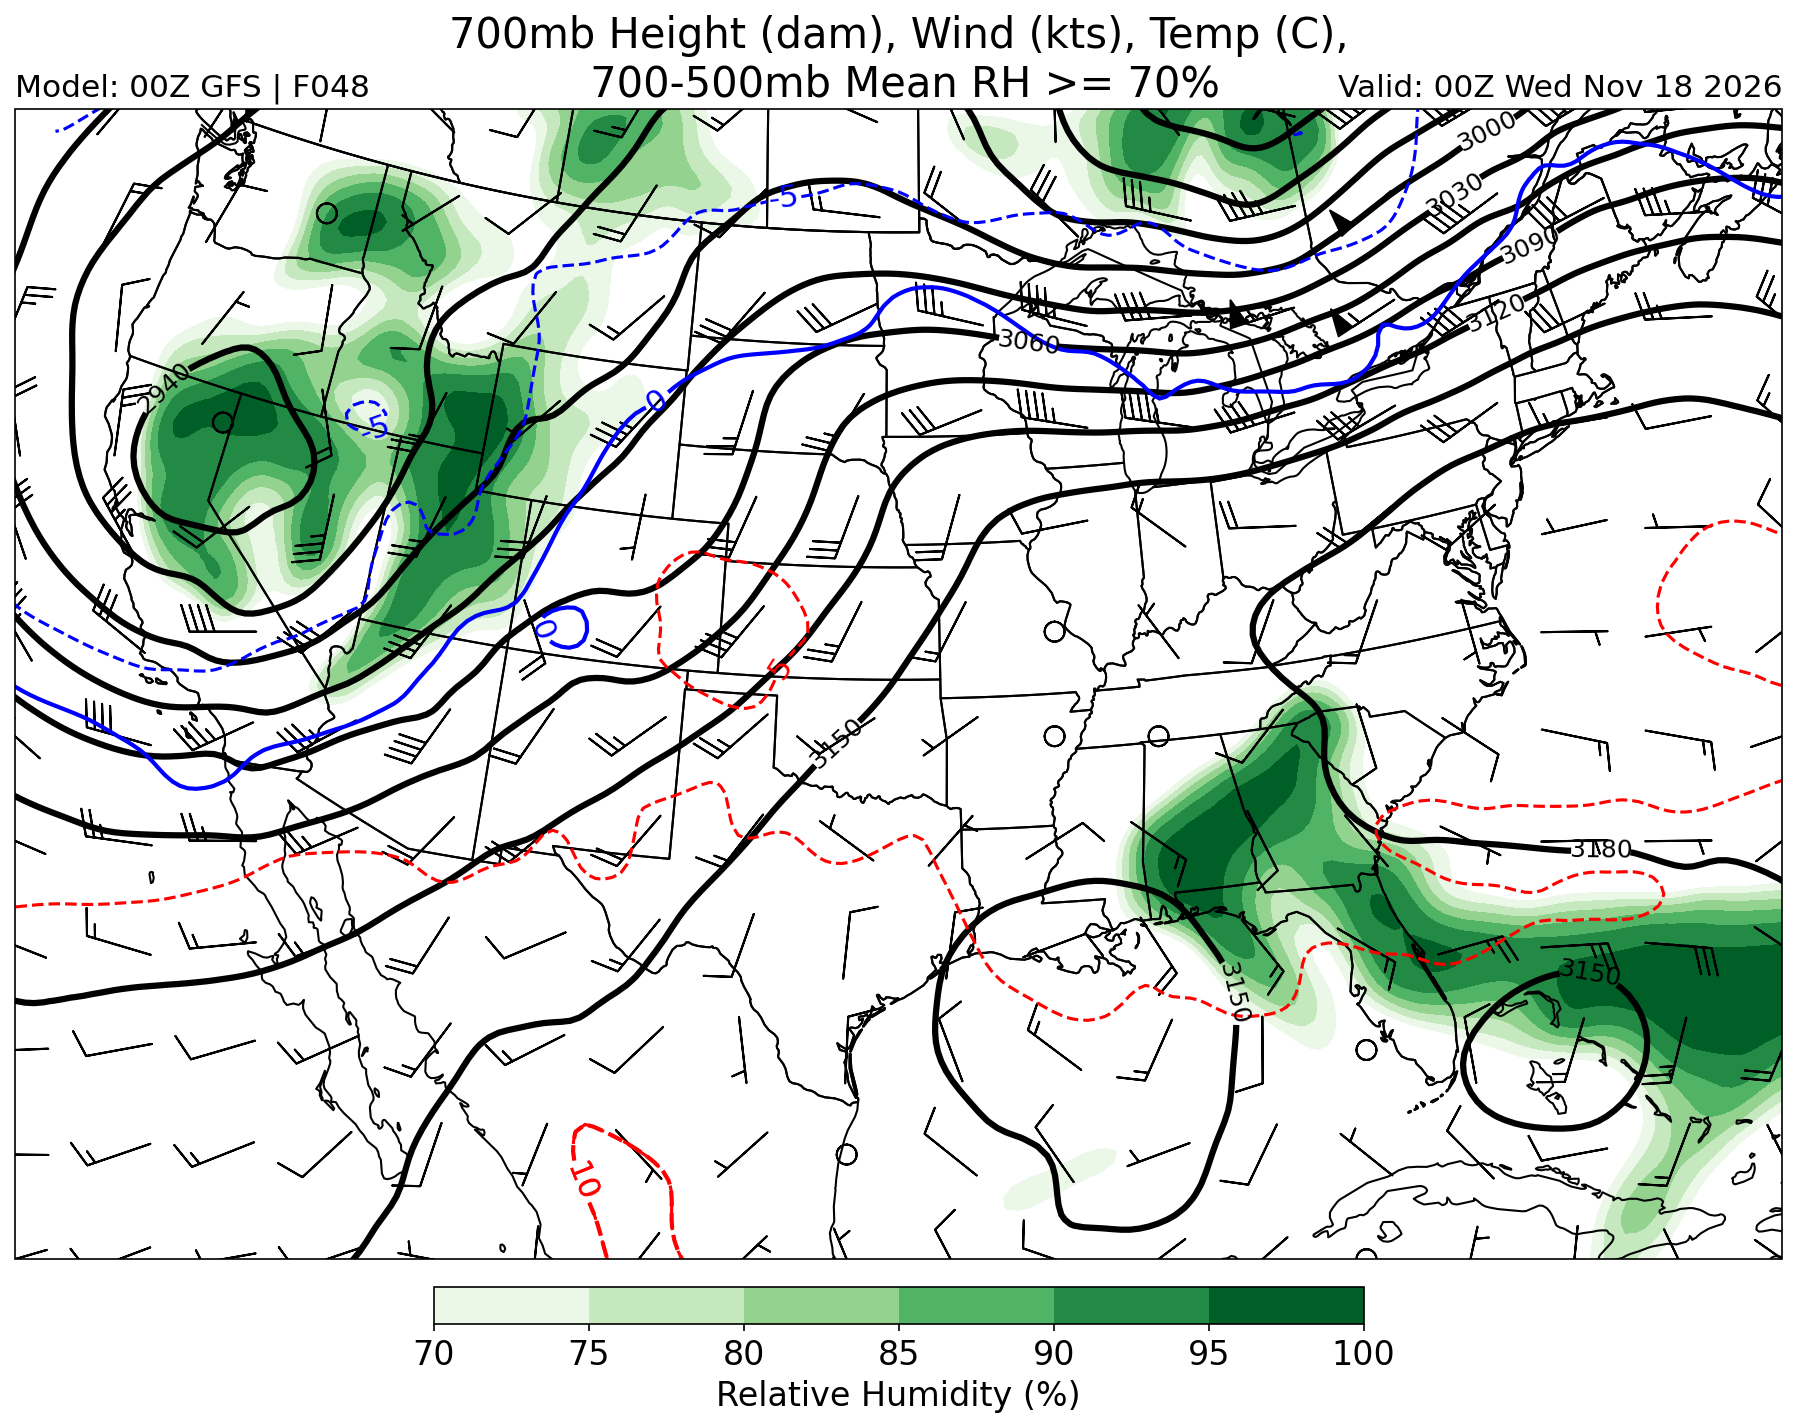 700mb Height (dam), Wind (kts), Temp (C),
700-500mb Mean RH >= 70%
Model: 00Z GFS | F048
Valid: 00Z Wed Nov 18 2026
3000
3030
-5
3090
3120
3060
2940
0
-5
0
5
3150
3180
3150
3150
10
70 75 80 85 90 95 100
Relative Humidity (%)